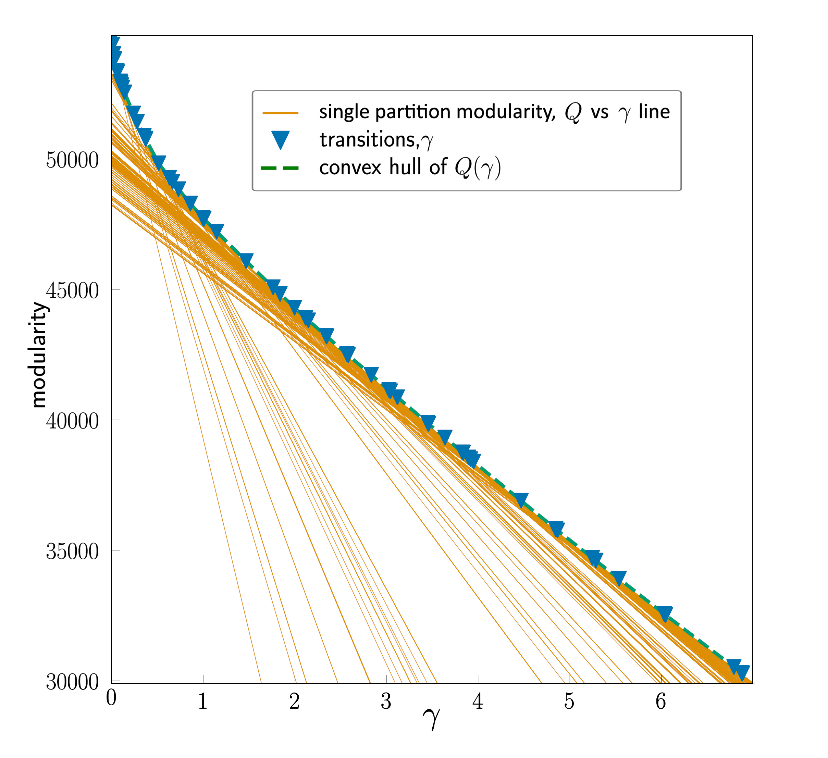 single partition modularity, Q vs γ line
transitions,γ
convex hull of Q(γ)
50000
45000
40000
35000
30000
modularity
0 1 2 3 4 5 6
γ